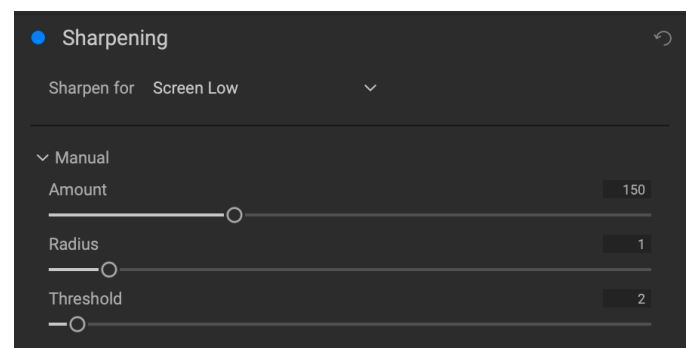 Sharpening
Sharpen for Screen Low
Manual
Amount 150
Radius 1
Threshold 2